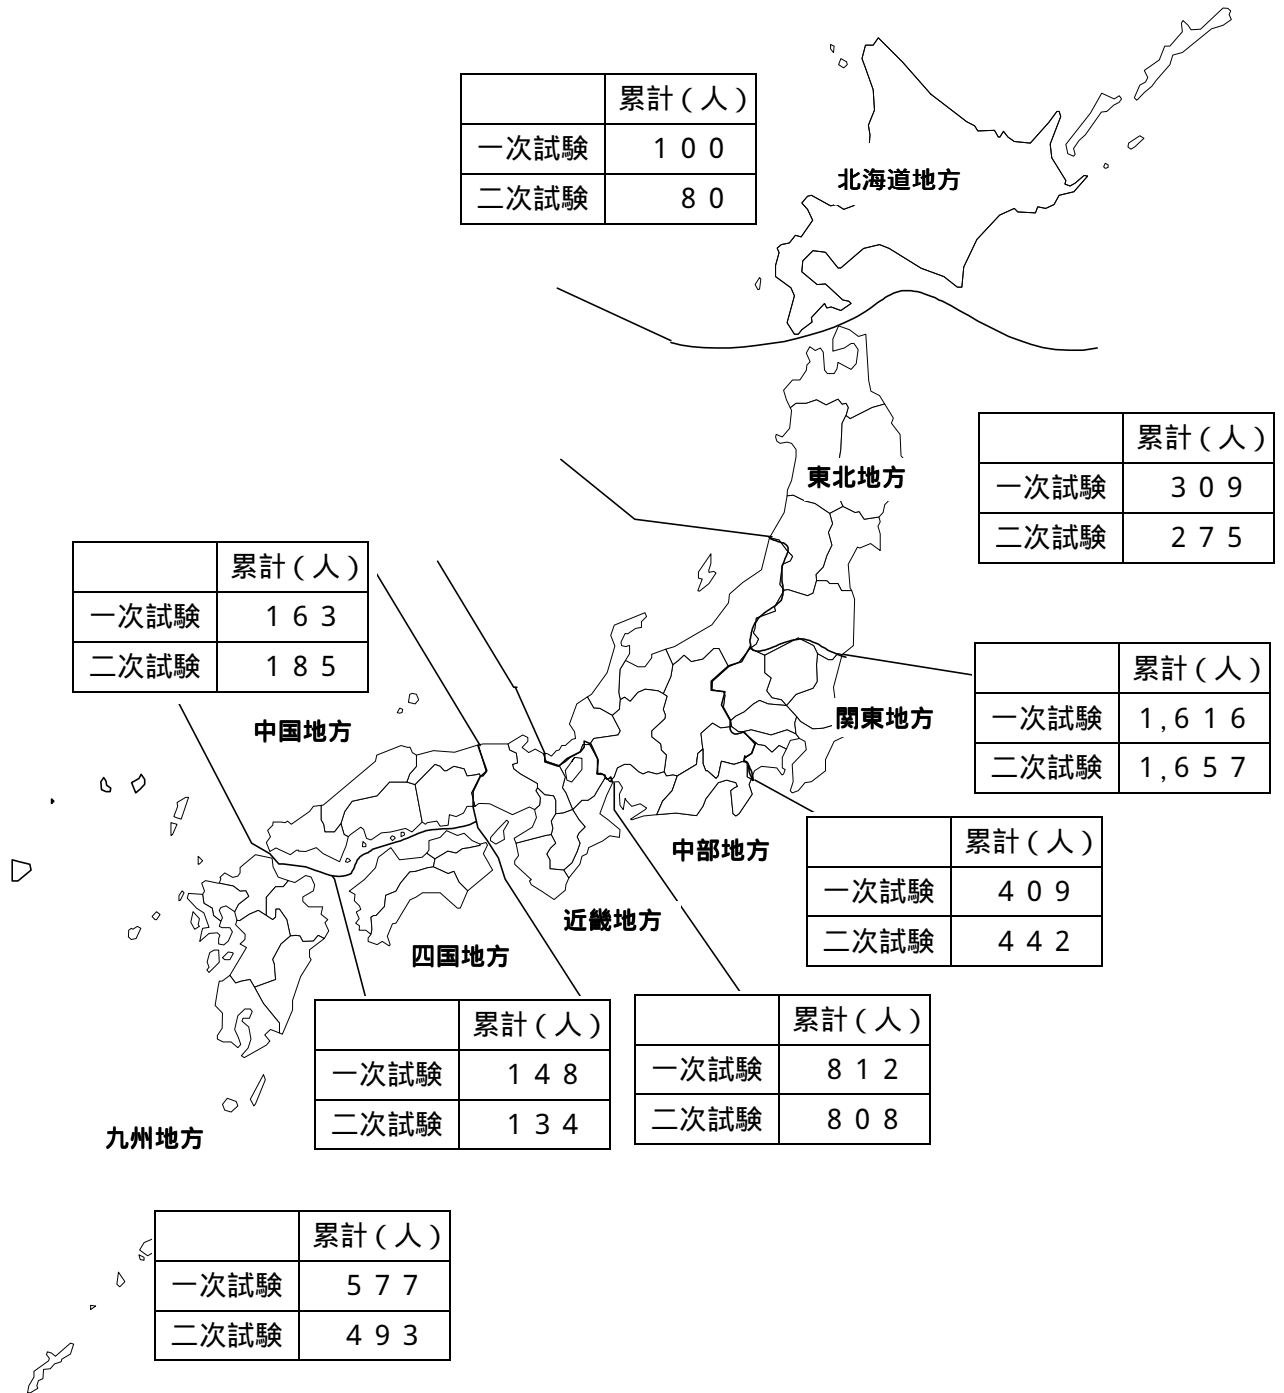 累計(人)
一次試験 100
二次試験 80
北海道地方
累計(人)
一次試験 309
二次試験 275
東北地方
累計(人)
一次試験 163
二次試験 185
中国地方
累計(人)
一次試験 1,616
二次試験 1,657
関東地方
累計(人)
一次試験 409
二次試験 442
中部地方
近畿地方
四国地方
累計(人)
一次試験 148
二次試験 134
累計(人)
一次試験 812
二次試験 808
九州地方
累計(人)
一次試験 577
二次試験 493